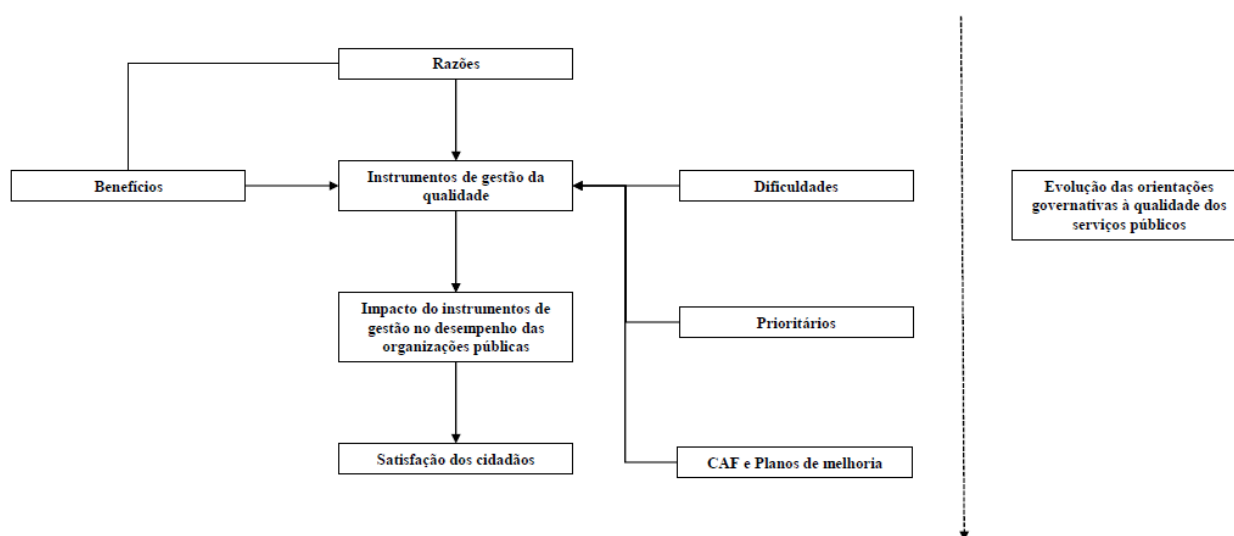 Razões
Benefícios
Instrumentos de gestão da
qualidade
Dificuldades
Evolução das orientações
governativas à qualidade dos
serviços públicos
Impacto do instrumentos de
gestão no desempenho das
organizações públicas
Prioritários
Satisfação dos cidadãos
CAF e Planos de melhoria